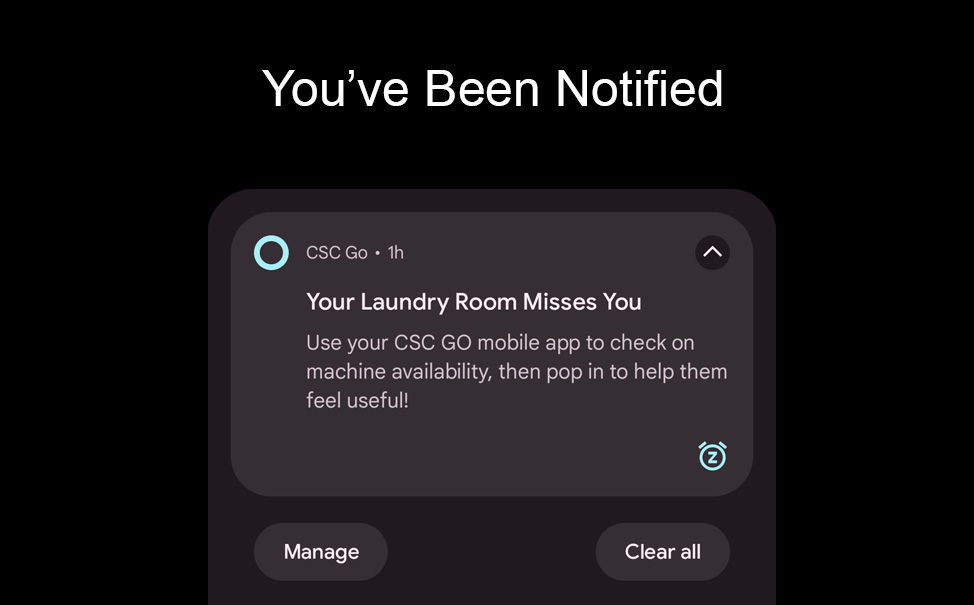 You’ve Been Notified
CSC Go • 1h
Your Laundry Room Misses You
Use your CSC GO mobile app to check on
machine availability, then pop in to help them
feel useful!
z
Manage
Clear all